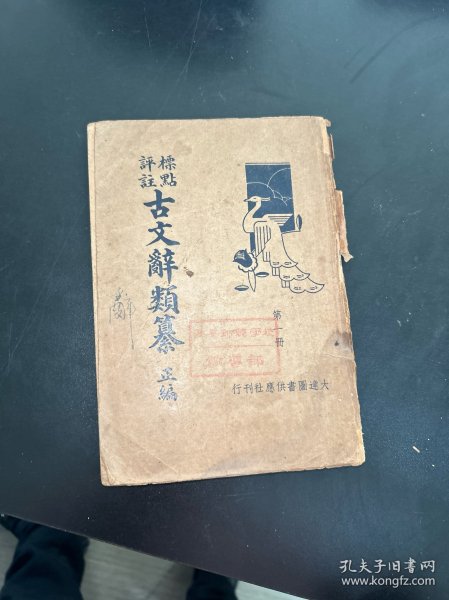 標點
評註
古文辭類纂
正編
第一冊
大達圖書供應社刊行
孔夫子旧书网
www.kongfz.com